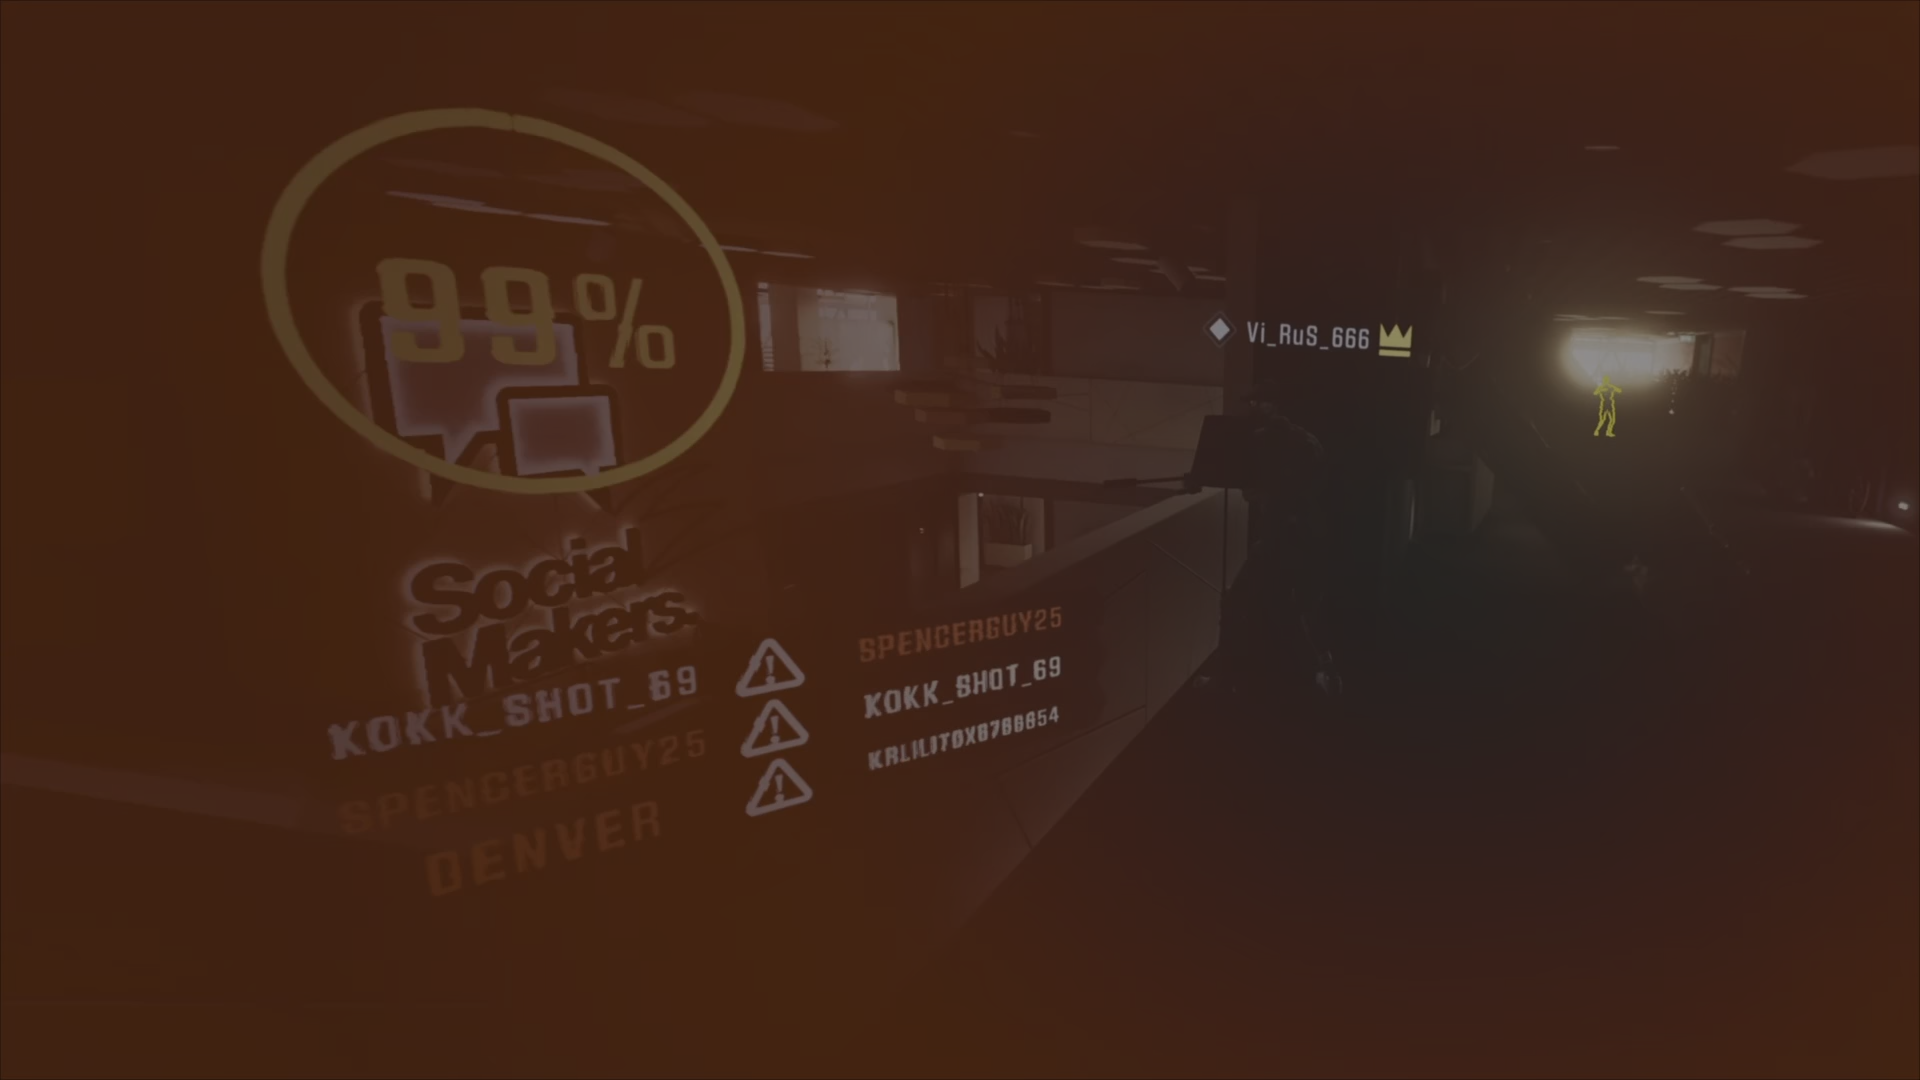 99%
Vi_RuS_666
Social
Makers.
SPENCERGUY25
KOKK_SHOT_69
KOKK_SHOT_69
SPENCERGUY25
DENVER